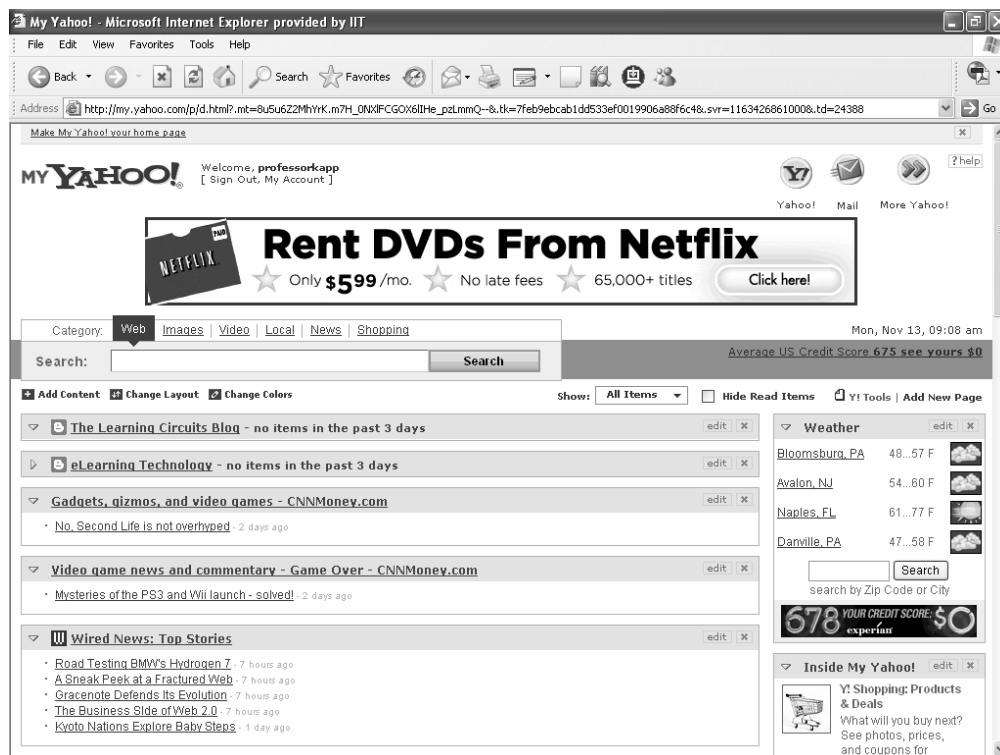 My Yahoo! - Microsoft Internet Explorer provided by IIT
File Edit View Favorites Tools Help
Back Search Favorites
Address http://my.yahoo.com/p/d.html?.mt=8u5u6Z2MhYrK.m7H_0NXlFCGOX6lIHe_pzLmmQ--&.tk=7feb9ebcab1dd533ef0019906a88f6c4&.svr=1163426861000&.td=24388 Go
Make My Yahoo! your home page
MY YAHOO! Welcome, professorkapp
[ Sign Out, My Account ]
? help
Yahoo! Mail More Yahoo!
NETFLIX PAID
Rent DVDs From Netflix
Only $5.99/mo. No late fees 65,000+ titles Click here!
Category: Web Images | Video | Local | News | Shopping
Mon, Nov 13, 09:08 am
Search: Search
Average US Credit Score 675 see yours $0
Add Content Change Layout Change Colors
Show: All Items Hide Read Items Y! Tools | Add New Page
The Learning Circuits Blog - no items in the past 3 days edit
eLearning Technology - no items in the past 3 days edit
Gadgets, gizmos, and video games - CNNMoney.com edit
· No, Second Life is not overhyped - 2 days ago
Video game news and commentary - Game Over - CNNMoney.com edit
· Mysteries of the PS3 and Wii launch - solved! - 2 days ago
W Wired News: Top Stories edit
· Road Testing BMW's Hydrogen 7 - 7 hours ago
· A Sneak Peek at a Fractured Web - 7 hours ago
· Gracenote Defends Its Evolution - 7 hours ago
· The Business Side of Web 2.0 - 7 hours ago
· Kyoto Nations Explore Baby Steps - 1 day ago
Weather edit
Bloomsburg, PA 48...57 F
Avalon, NJ 54...60 F
Naples, FL 61...77 F
Danville, PA 47...58 F
Search
search by Zip Code or City
678 YOUR CREDIT SCORE: $0
experian
Inside My Yahoo! edit
Y! Shopping: Products
& Deals
What will you buy next?
See photos, prices,
and coupons for